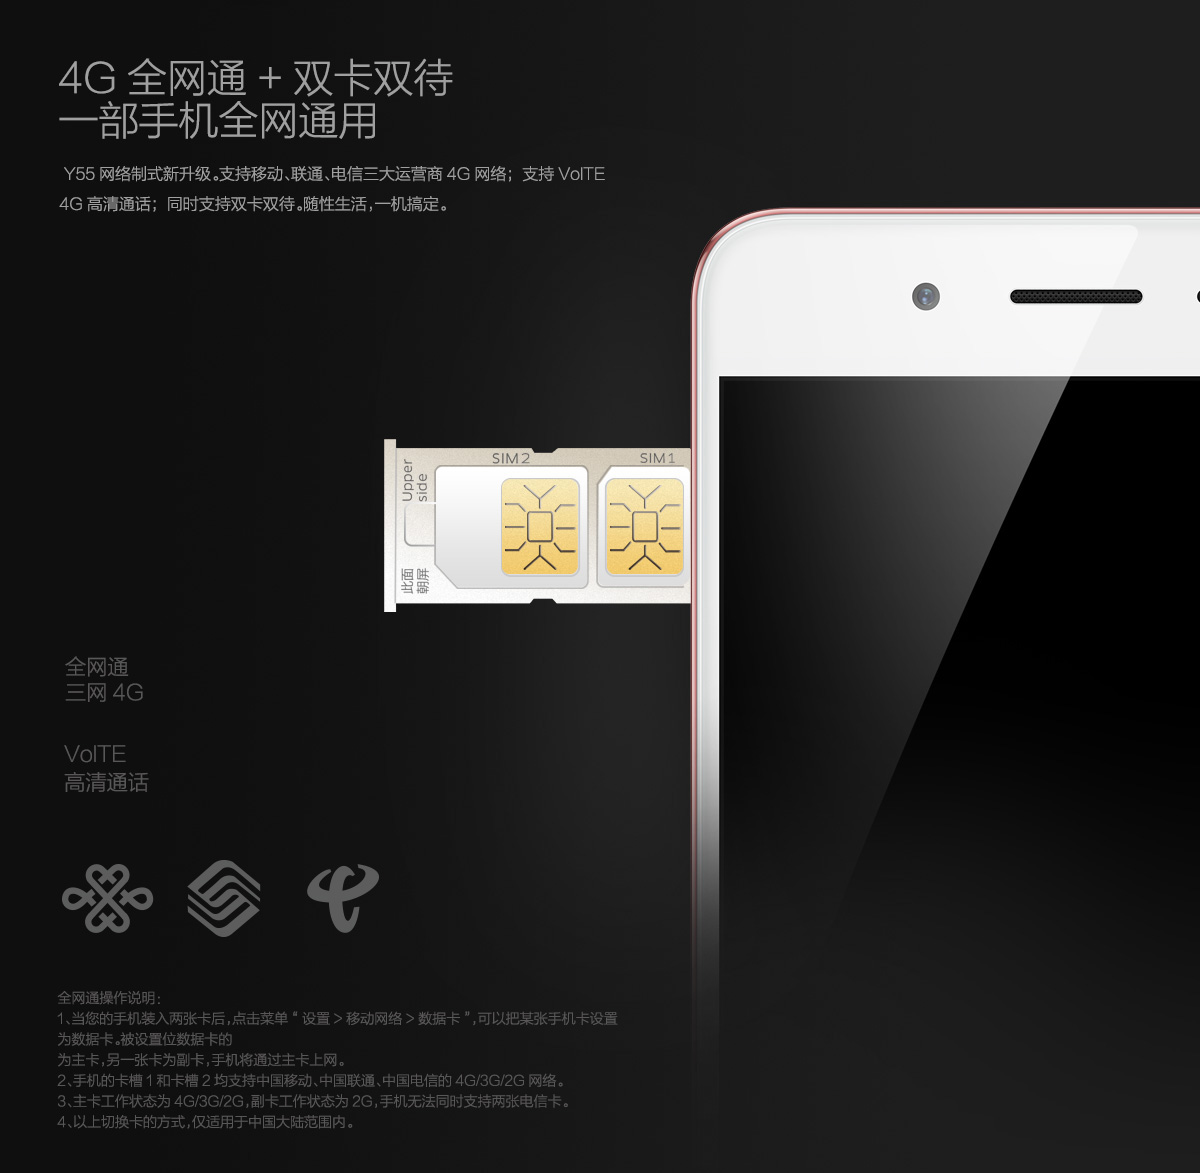 4G 全网通 + 双卡双待
一部手机全网通用
Y55 网络制式新升级。支持移动、联通、电信三大运营商 4G 网络；支持 VolTE
4G 高清通话；同时支持双卡双待。随性生活，一机搞定。
SIM2
SIM1
Upper
side
此面
朝屏
全网通
三网 4G
VolTE
高清通话
全网通操作说明：
1、当您的手机装入两张卡后，点击菜单 “ 设置 > 移动网络 > 数据卡 ”，可以把某张手机卡设置
为数据卡。被设置位数据卡的
为主卡，另一张卡为副卡，手机将通过主卡上网。
2、手机的卡槽 1 和卡槽 2 均支持中国移动、中国联通、中国电信的 4G/3G/2G 网络。
3、主卡工作状态为 4G/3G/2G，副卡工作状态为 2G，手机无法同时支持两张电信卡。
4、以上切换卡的方式，仅适用于中国大陆范围内。